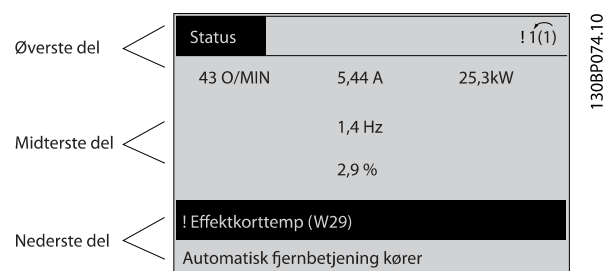 Øverste del
Status
! 1(1)
43 O/MIN 5,44 A 25,3kW
1,4 Hz
Midterste del
2,9 %
! Effektkorttemp (W29)
Nederste del
Automatisk fjernbetjening kører
130BP074.10